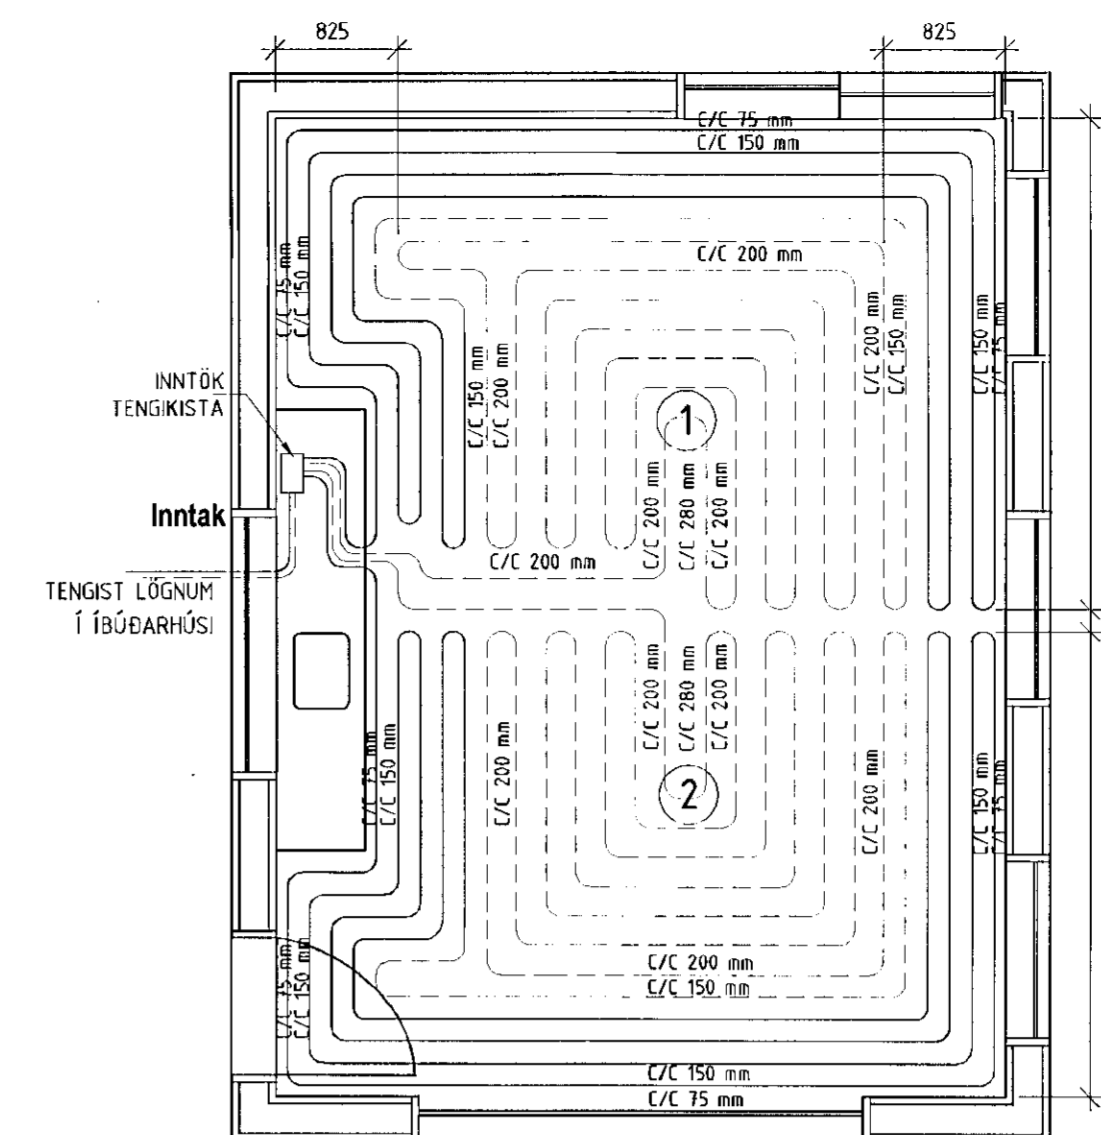 825
825
C/C 75 mm
C/C 150 mm
C/C 200 mm
C/C 75 mm
C/C 150 mm
C/C 200 mm
C/C 150 mm
C/C 150 mm
C/C 75 mm
C/C 150 mm
C/C 200 mm
INNTÖK
TENGIKISTA
1
Inntak
C/C 200 mm
C/C 280 mm
C/C 200 mm
C/C 200 mm
TENGIST LÖGNUM
Í ÍBÚÐARHÚSI
C/C 200 mm
C/C 280 mm
C/C 200 mm
C/C 75 mm
C/C 150 mm
C/C 200 mm
2
C/C 200 mm
C/C 150 mm
C/C 75 mm
C/C 75 mm
C/C 150 mm
C/C 200 mm
C/C 150 mm
C/C 150 mm
C/C 75 mm